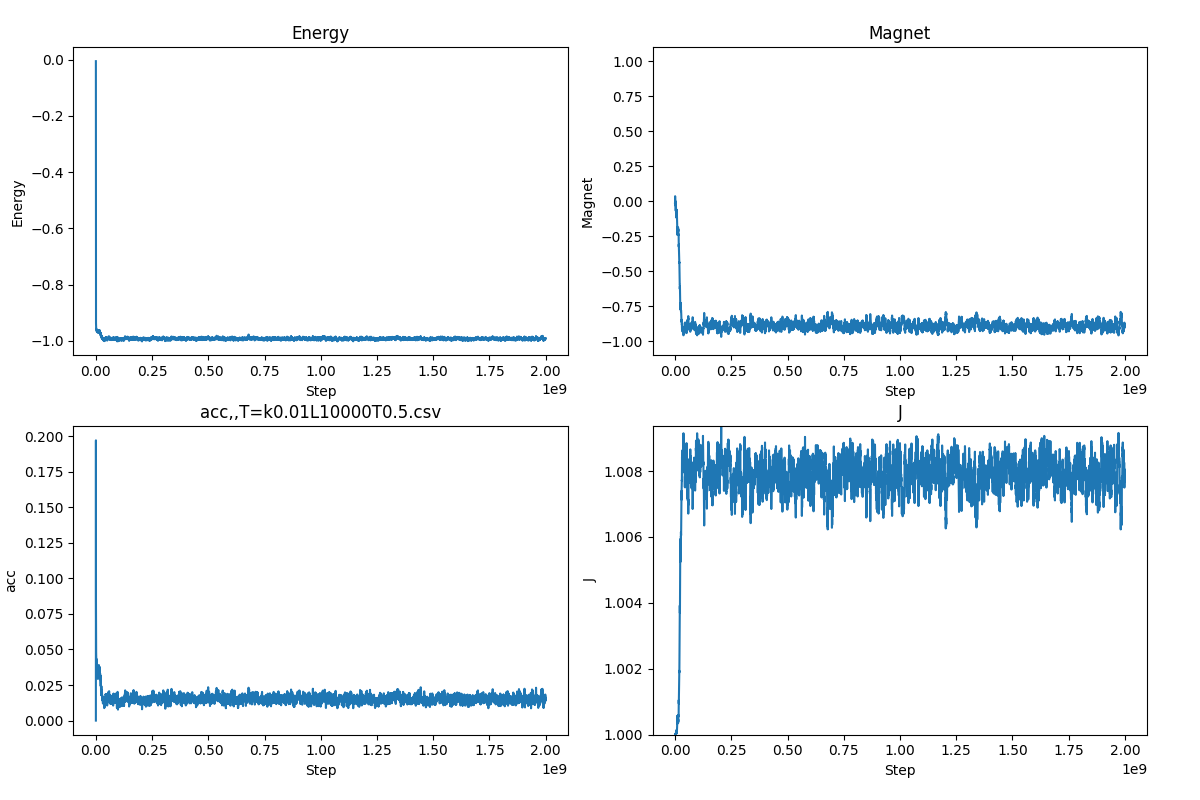 Energy
0.0
−0.2
−0.4
−0.6
−0.8
−1.0
Energy
0.00 0.25 0.50 0.75 1.00 1.25 1.50 1.75 2.00
Step
1e9
Magnet
1.00
0.75
0.50
0.25
0.00
−0.25
−0.50
−0.75
−1.00
Magnet
0.00 0.25 0.50 0.75 1.00 1.25 1.50 1.75 2.00
Step
1e9
acc,,T=k0.01L10000T0.5.csv
0.200
0.175
0.150
0.125
0.100
0.075
0.050
0.025
0.000
acc
0.00 0.25 0.50 0.75 1.00 1.25 1.50 1.75 2.00
Step
1e9
J
1.008
1.006
1.004
1.002
1.000
J
0.00 0.25 0.50 0.75 1.00 1.25 1.50 1.75 2.00
Step
1e9